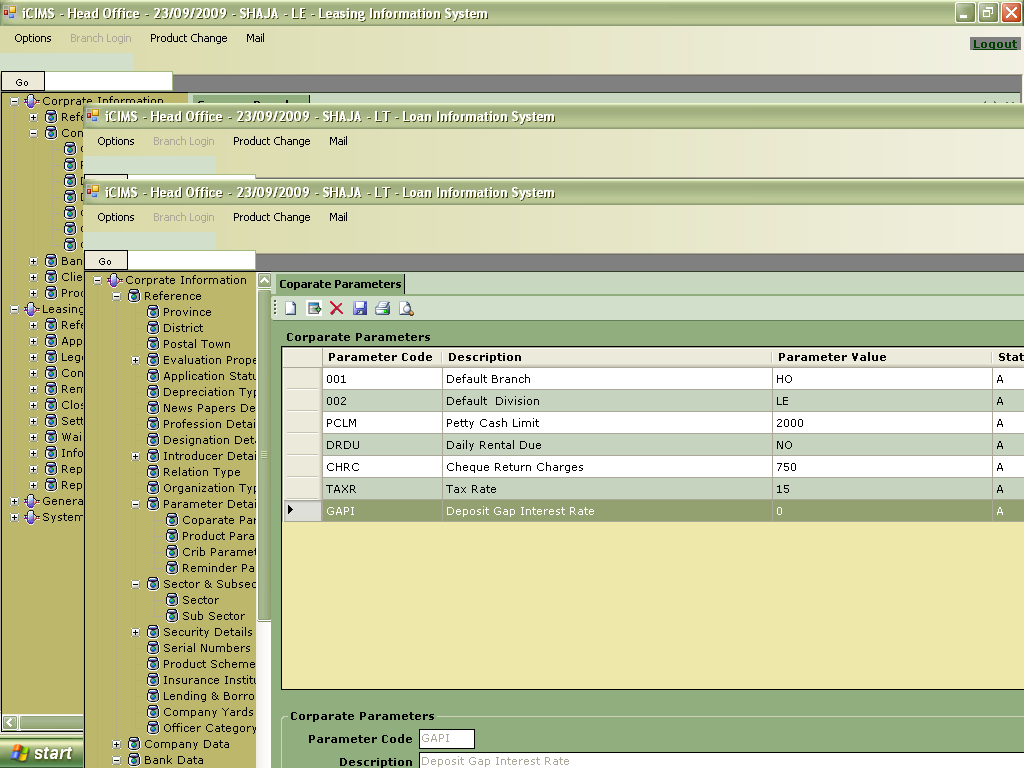 iCIMS - Head Office - 23/09/2009 - SHAJA - LE - Leasing Information System
Options Branch Login Product Change Mail
Logout
Go
Corprate Information
iCIMS - Head Office - 23/09/2009 - SHAJA - LT - Loan Information System
Options Branch Login Product Change Mail
iCIMS - Head Office - 23/09/2009 - SHAJA - LT - Loan Information System
Options Branch Login Product Change Mail
Go
Refe
Con
Ban
Clie
Proc
Leasing
Refe
App
Lega
Con
Rem
Clos
Sett
Wai
Info
Rep
Rep
Genera
System
Corprate Information
Reference
Province
District
Postal Town
Evaluation Prope
Application Statu
Depreciation Typ
News Papers De
Profession Detai
Designation Deta
Introducer Detai
Relation Type
Organization Typ
Parameter Detai
Coparate Par
Product Para
Crib Paramet
Reminder Pa
Sector & Subsec
Sector
Sub Sector
Security Details
Serial Numbers
Product Scheme
Insurance Institu
Lending & Borro
Company Yards
Officer Category
Company Data
Bank Data
Coparate Parameters
Corparate Parameters
Parameter Code Description Parameter Value Stat
001 Default Branch HO A
002 Default Division LE A
PCLM Petty Cash Limit 2000 A
DRDU Daily Rental Due NO A
CHRC Cheque Return Charges 750 A
TAXR Tax Rate 15 A
GAPI Deposit Gap Interest Rate 0 A
Corparate Parameters
Parameter Code GAPI
Description Deposit Gap Interest Rate
start